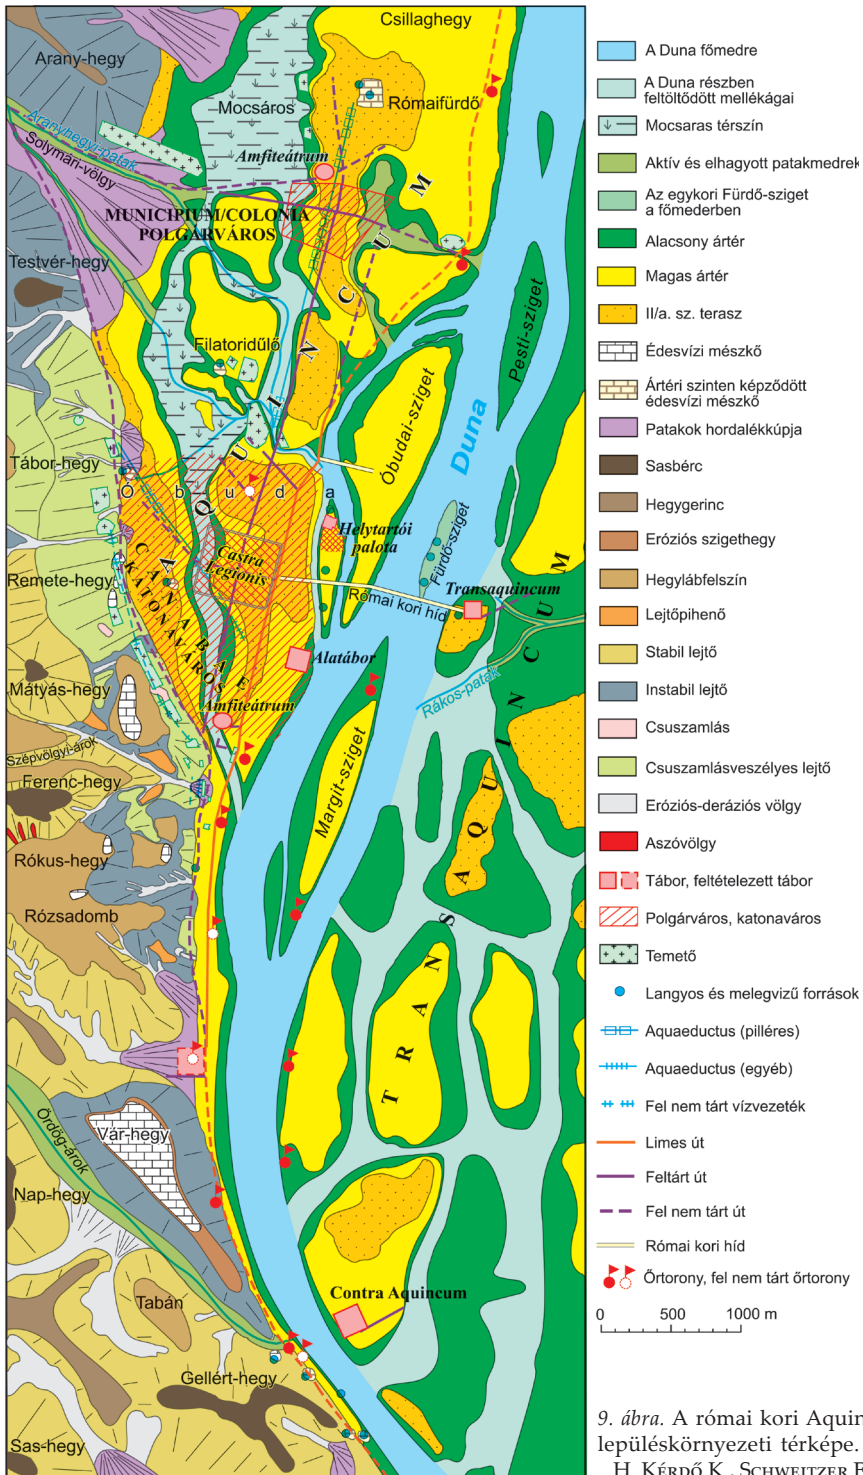 Csillaghegy
Arany-hegy
Mocsáros
Rómaifürdő
Aranyhegyi-patak
Solymári-völgy
Amfiteátrum
MUNICIPIUM/COLONIA
POLGÁRVÁROS
Testvér-hegy
Filatoridűlő
Pesti-sziget
Óbudai-sziget
Duna
Tábor-hegy
Ó b u d a
AQUINCUM
Helytartói
palota
Fürdő-sziget
Castra
Legionis
CANABAE
KATONAVÁROS
Remete-hegy
Római kori híd
Transaquincum
Alatábor
Rákos-patak
Mátyás-hegy
Amfiteátrum
Szépvölgyi-árok
Ferenc-hegy
Margit-sziget
Rókus-hegy
Rózsadomb
TRANSAQUINCUM
Ördög-árok
Vár-hegy
Nap-hegy
Tabán
Contra Aquincum
Gellért-hegy
Sas-hegy
A Duna főmedre
A Duna részben
feltöltődött mellékágai
Mocsaras térszín
Aktív és elhagyott patakmedrek
Az egykori Fürdő-sziget
a főmederben
Alacsony ártér
Magas ártér
II/a. sz. terasz
Édesvízi mészkő
Ártéri szinten képződött
édesvízi mészkő
Patakok hordalékkúpja
Sasbérc
Hegygerinc
Eróziós szigethegy
Hegylábfelszín
Lejtőpihenő
Stabil lejtő
Instabil lejtő
Csuszamlás
Csuszamlásveszélyes lejtő
Eróziós-deráziós völgy
Aszóvölgy
Tábor, feltételezett tábor
Polgárváros, katonaváros
Temető
Langyos és melegvizű források
Aquaeductus (pilléres)
Aquaeductus (egyéb)
Fel nem tárt vízvezeték
Limes út
Feltárt út
Fel nem tárt út
Római kori híd
Őrtorony, fel nem tárt őrtorony
0 500 1000 m
9. ábra. A római kori Aquin
lepüléskörnyezeti térképe.
H. KÉRDŐ K., SCHWEITZER F